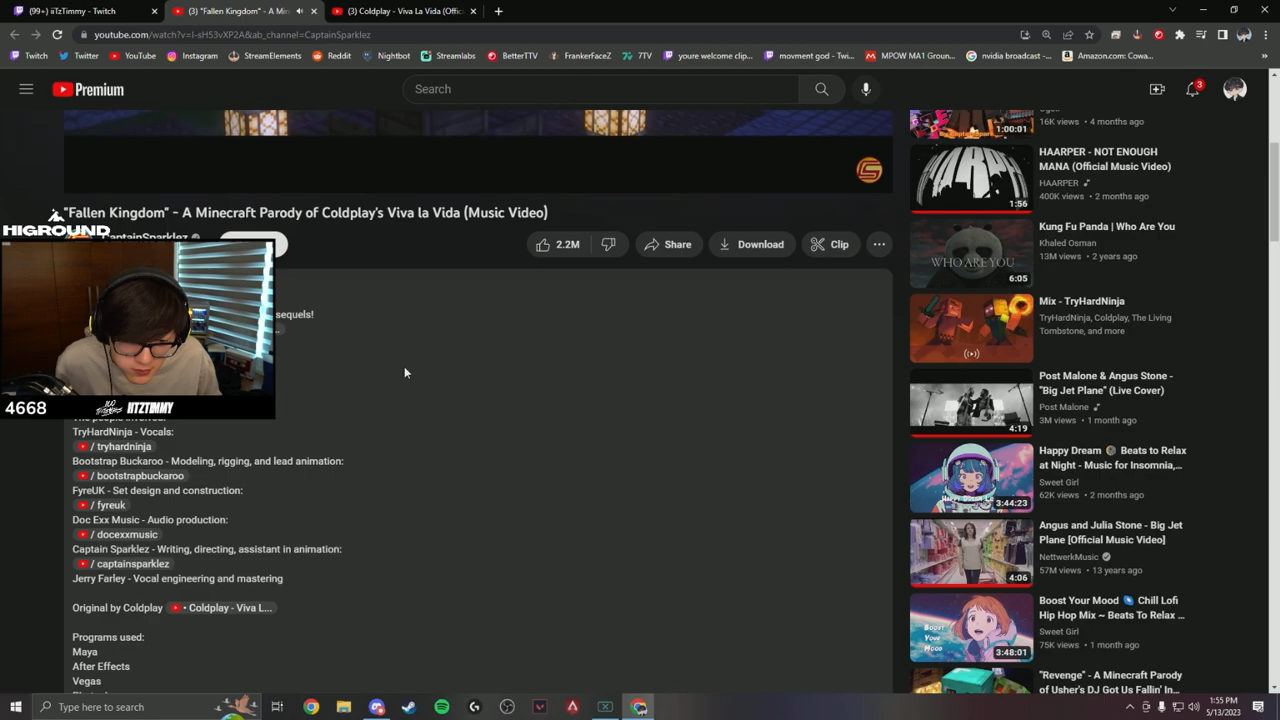 (99+) iiTzTimmy - Twitch
(3) "Fallen Kingdom" - A Min
(3) Coldplay - Viva La Vida (Offic
youtube.com/watch?v=I-sH53vXP2A&ab_channel=CaptainSparklez
Twitch
Twitter
YouTube
Instagram
StreamElements
Reddit
Nightbot
Streamlabs
BetterTTV
FrankerFaceZ
7TV
youre welcome clip...
movment god - Twi...
MPOW MA1 Groun...
nvidia broadcast -...
Amazon.com: Cowa...
Premium
Search
3
1:00:01
16K views • 4 months ago
HAARPER - NOT ENOUGH
MANA (Official Music Video)
HAARPER
400K views • 2 months ago
1:56
"Fallen Kingdom" - A Minecraft Parody of Coldplay's Viva la Vida (Music Video)
HIGROUND
CaptainSparklez
2.2M
Share
Download
Clip
Kung Fu Panda | Who Are You
Khaled Osman
13M views • 2 years ago
WHO ARE YOU
6:05
sequels!
Mix - TryHardNinja
TryHardNinja, Coldplay, The Living
Tombstone, and more
Post Malone & Angus Stone -
"Big Jet Plane" (Live Cover)
Post Malone
3M views • 1 month ago
4:19
4668
IITZTIMMY
TryHardNinja - Vocals:
/ tryhardninja
Bootstrap Buckaroo - Modeling, rigging, and lead animation:
/ bootstrapbuckaroo
FyreUK - Set design and construction:
/ fyreuk
Doc Exx Music - Audio production:
/ docexxmusic
Captain Sparklez - Writing, directing, assistant in animation:
/ captainsparklez
Jerry Farley - Vocal engineering and mastering
Original by Coldplay • Coldplay - Viva L...
Programs used:
Maya
After Effects
Vegas
Happy Dream Beats to Relax
at Night - Music for Insomnia,...
Sweet Girl
62K views • 2 months ago
3:44:23
Angus and Julia Stone - Big Jet
Plane [Official Music Video]
NettwerkMusic
57M views • 13 years ago
4:06
Boost Your Mood Chill Lofi
Hip Hop Mix ~ Beats To Relax ...
Sweet Girl
75K views • 1 month ago
BOOST
YOUR
MOOD
3:48:01
"Revenge" - A Minecraft Parody
of Usher's DJ Got Us Fallin' In...
Type here to search
1:55 PM
5/13/2023